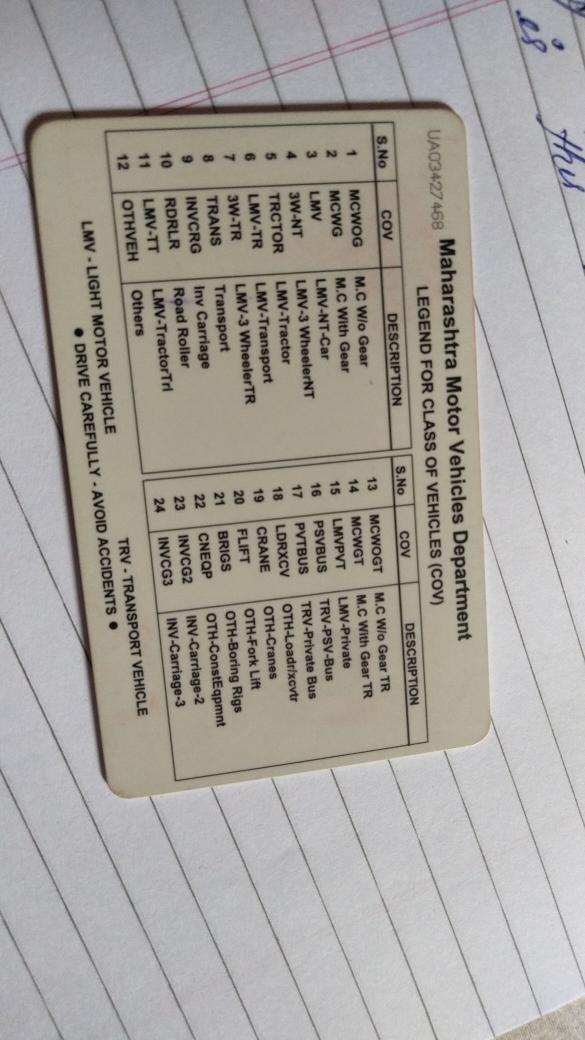 UA03427468
Maharashtra Motor Vehicles Department
LEGEND FOR CLASS OF VEHICLES (COV)
S.No COV DESCRIPTION
1 MCWOG M.C W/o Gear
2 MCWG M.C With Gear
3 LMV LMV-NT-Car
4 3W-NT LMV-3 WheelerNT
5 TRCTOR LMV-Tractor
6 LMV-TR LMV-Transport
7 3W-TR LMV-3 WheelerTR
8 TRANS Transport
9 INVCRG Inv Carriage
10 RDRLR Road Roller
11 LMV-TT LMV-TractorTrl
12 OTHVEH Others
S.No COV DESCRIPTION
13 MCWOGT M.C W/o Gear TR
14 MCWGT M.C With Gear TR
15 LMVPVT LMV-Private
16 PSVBUS TRV-PSV-Bus
17 PVTBUS TRV-Private Bus
18 LDRXCV OTH-Loadr/xcvtr
19 CRANE OTH-Cranes
20 FLIFT OTH-Fork Lift
21 BRIGS OTH-Boring Rigs
22 CNEQP OTH-ConstEqpmnt
23 INVCG2 INV-Carriage-2
24 INVCG3 INV-Carriage-3
LMV - LIGHT MOTOR VEHICLE TRV - TRANSPORT VEHICLE
● DRIVE CAREFULLY - AVOID ACCIDENTS ●
is